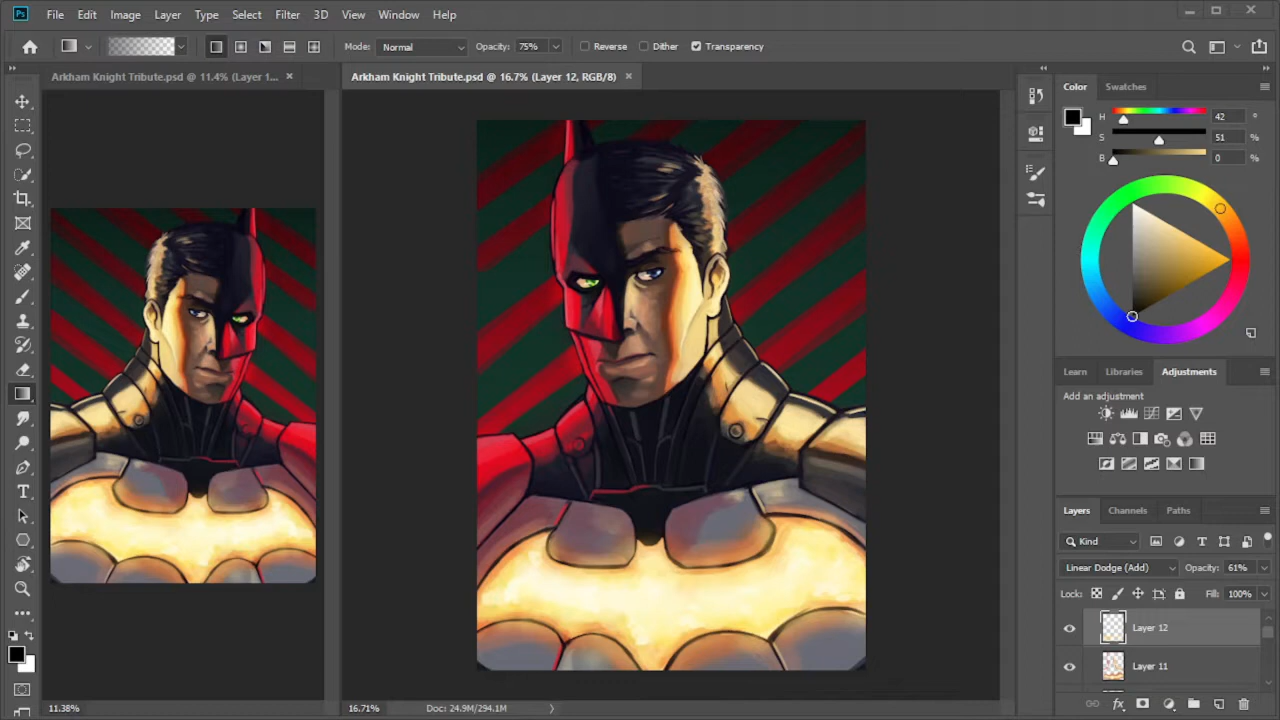 Ps File Edit Image Layer Type Select Filter 3D View Window Help
Mode: Normal Opacity: 75% Reverse Dither Transparency
Arkham Knight Tribute.psd @ 11.4% (Layer 1... × Arkham Knight Tribute.psd @ 16.7% (Layer 12, RGB/8) ×
Color Swatches
H 42 °
S 51 %
B 0 %
Learn Libraries Adjustments
Add an adjustment
Layers Channels Paths
Kind
Linear Dodge (Add) Opacity: 61%
Locks: Fill: 100%
Layer 12
Layer 11
11.38% 16.71% Doc: 24.9M/294.1M